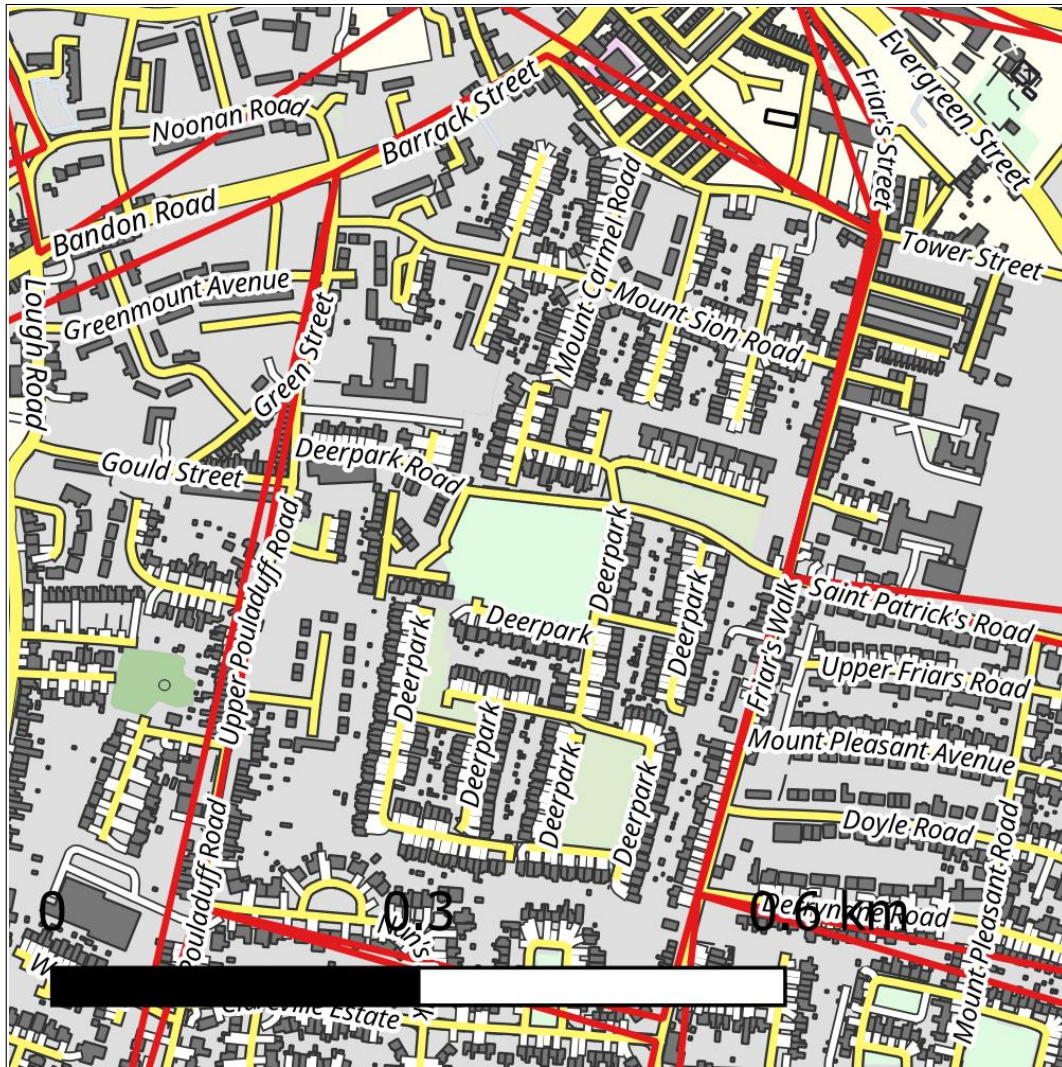 Evergreen Street
Friar's Street
Barrack Street
Noonan Road
Bandon Road
Mount Carmel Road
Tower Street
Greenmount Avenue
Lough Road
Mount Sion Road
Green Street
Deerpark Road
Gould Street
Upper Pouladuff Road
Deerpark
Deerpark
Deerpark
Deerpark
Saint Patrick's Road
Friar's Walk
Upper Friars Road
Deerpark
Deerpark
Deerpark
Mount Pleasant Avenue
Doyle Road
Mount Pleasant Road
Pouladuff Road
Road
0
0.3
0.6 km
Estate